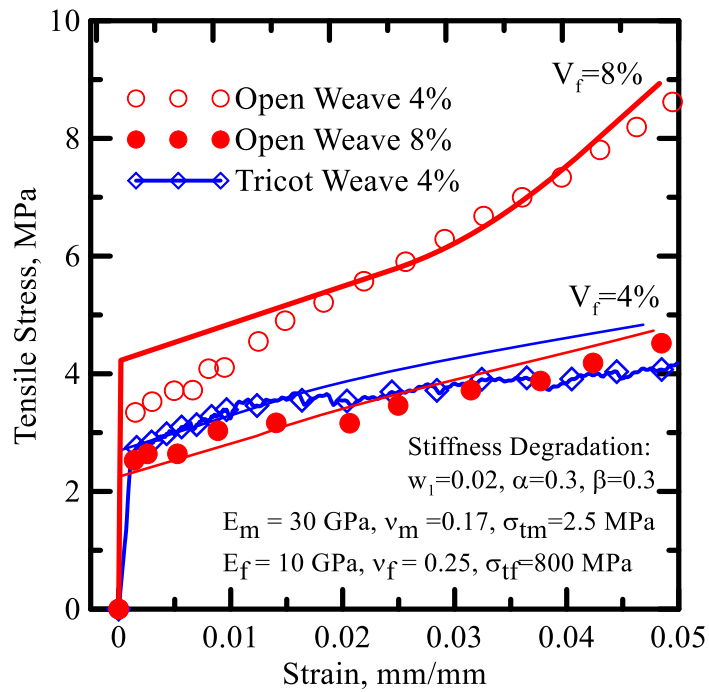 10
8
6
4
2
0
Tensile Stress, MPa
V_f=8%
Open Weave 4%
Open Weave 8%
Tricot Weave 4%
V_f=4%
Stiffness Degradation:
w_1=0.02, α=0.3, β=0.3
E_m = 30 GPa, ν_m =0.17, σ_tm=2.5 MPa
E_f = 10 GPa, ν_f = 0.25, σ_tf=800 MPa
0 0.01 0.02 0.03 0.04 0.05
Strain, mm/mm